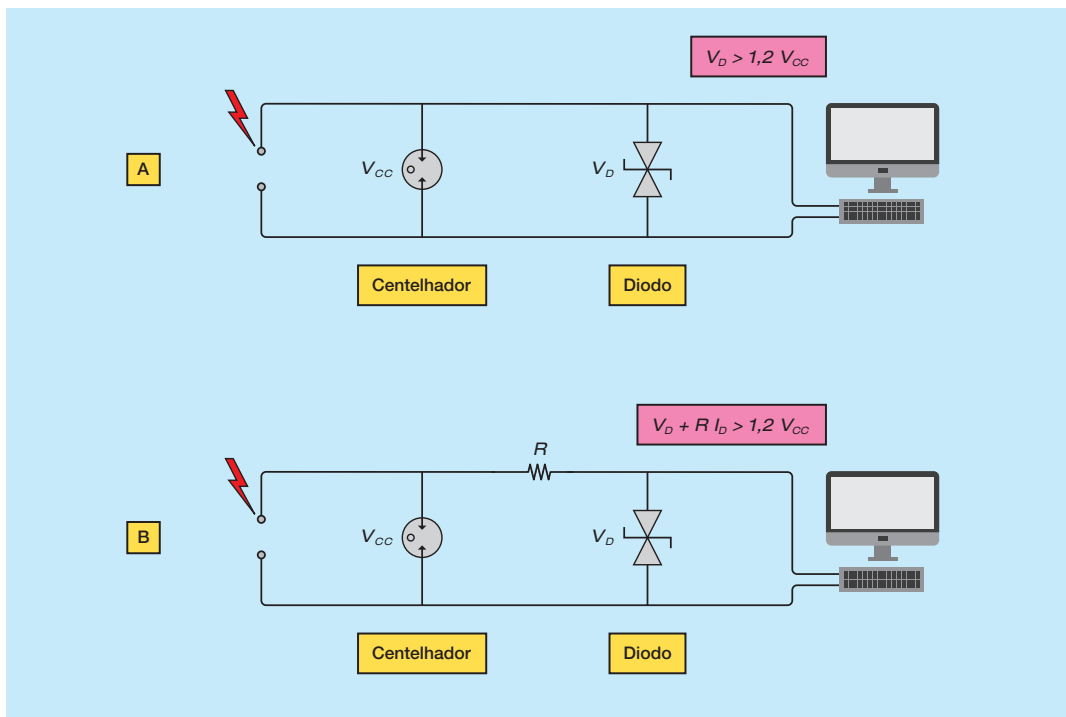 V_D > 1,2 V_CC
A
V_CC
V_D
Centelhador
Diodo
V_D + R I_D > 1,2 V_CC
R
B
V_CC
V_D
Centelhador
Diodo